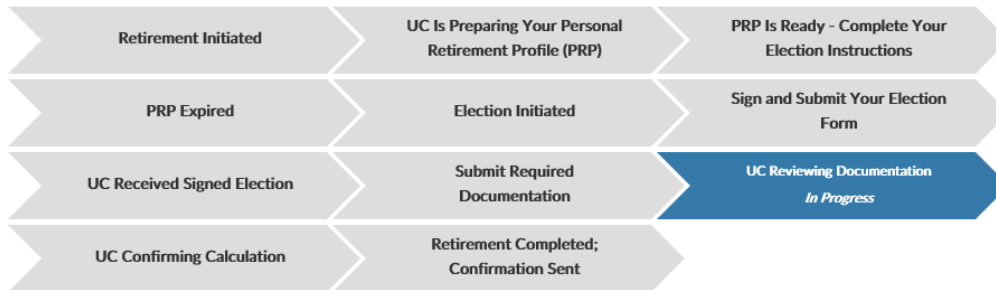 Retirement Initiated
UC Is Preparing Your Personal
Retirement Profile (PRP)
PRP Is Ready - Complete Your
Election Instructions
PRP Expired
Election Initiated
Sign and Submit Your Election
Form
UC Received Signed Election
Submit Required
Documentation
UC Reviewing Documentation
In Progress
UC Confirming Calculation
Retirement Completed;
Confirmation Sent